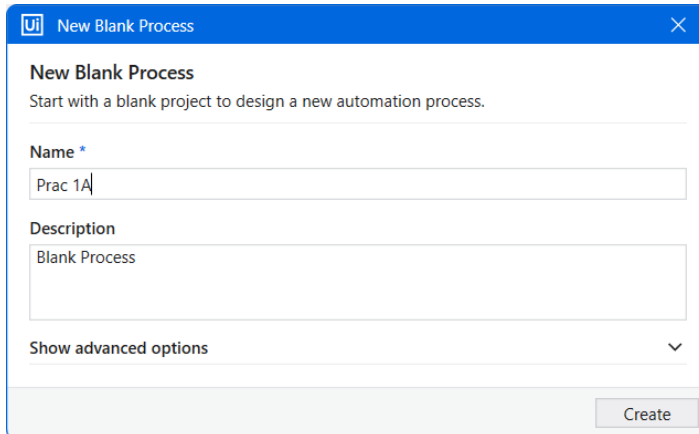 Ui New Blank Process
New Blank Process
Start with a blank project to design a new automation process.
Name *
Prac 1A
Description
Blank Process
Show advanced options
Create